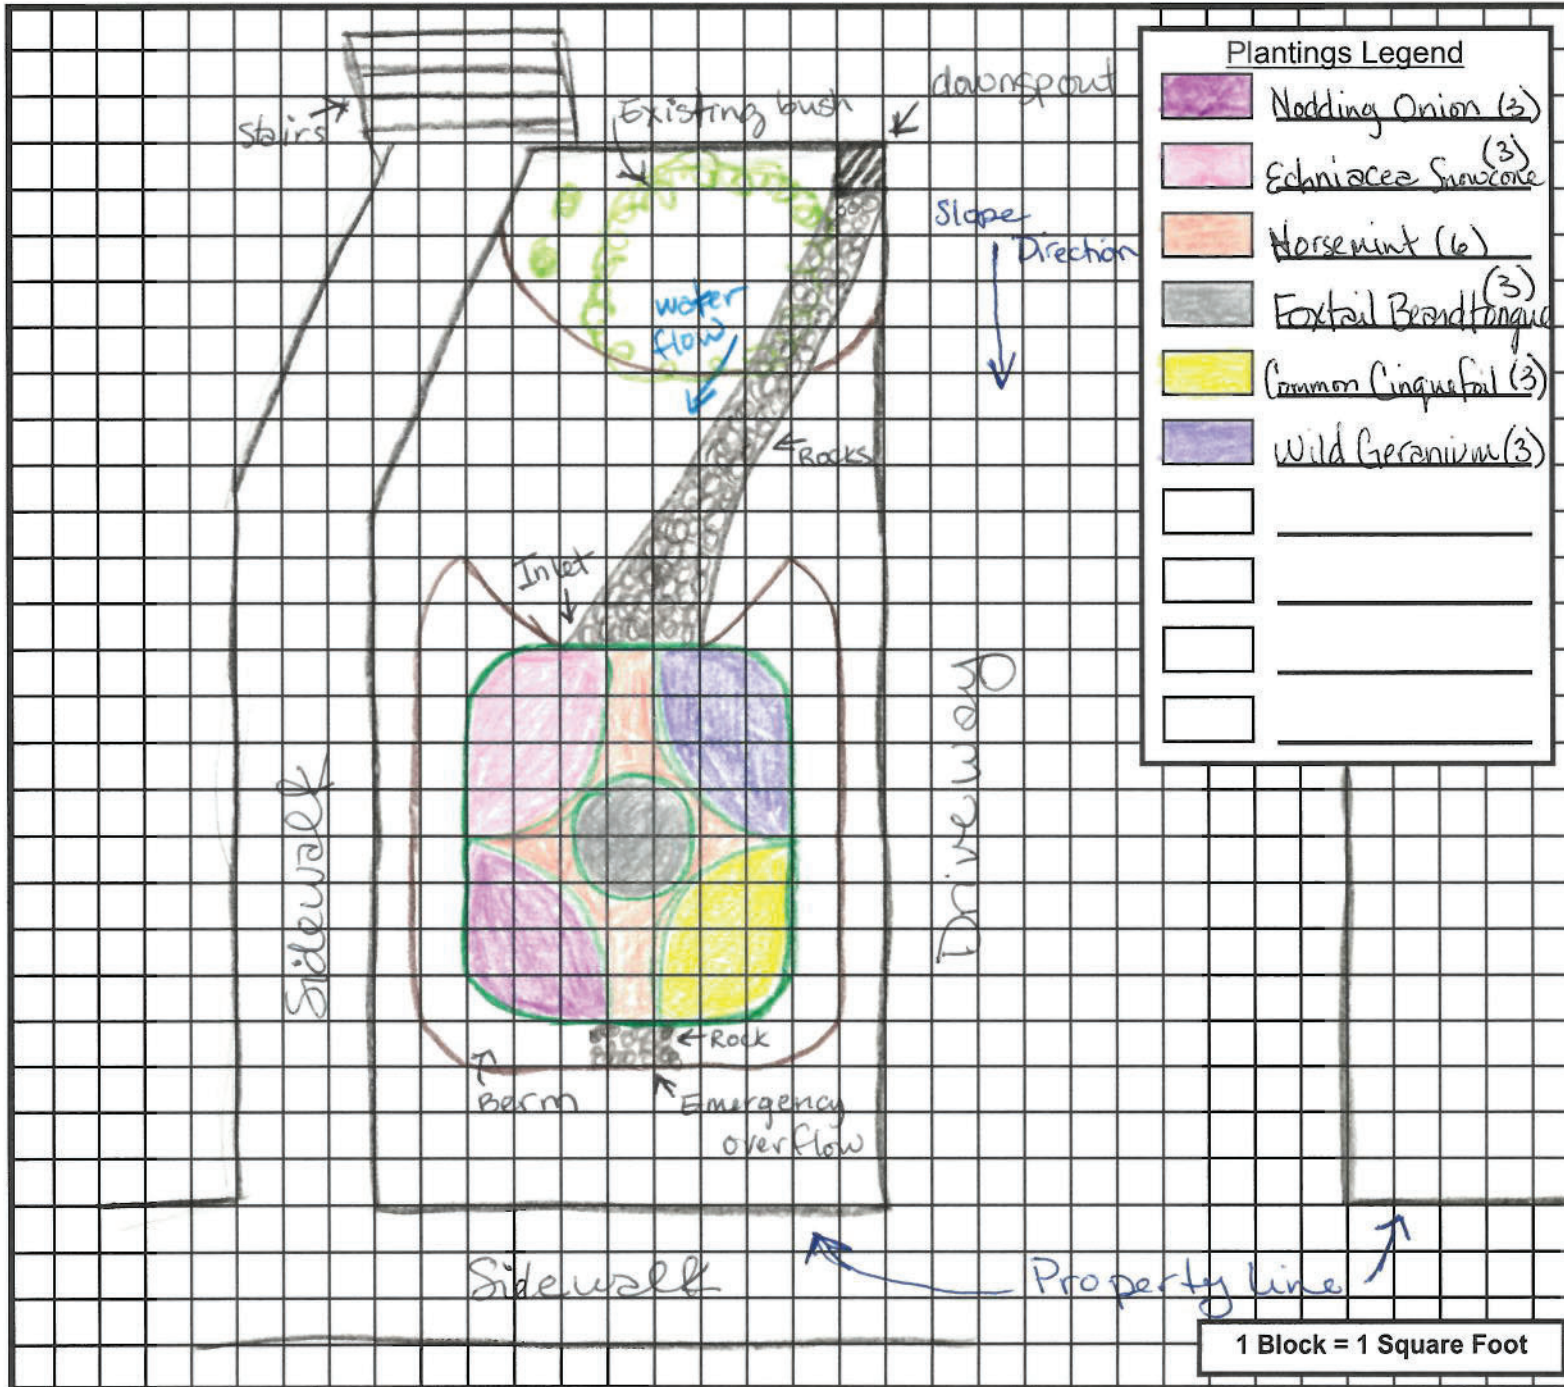 Plantings Legend
Nodding Onion (3)
Echniacea Snowcone (3)
Horsemint (6)
Foxtail Beardtongue (3)
Common Cinquefoil (3)
Wild Geranium (3)
Stairs
Existing bush
downspout
Slope
Direction
water
flow
Rocks
Inlet
Sidewalk
Driveway
Rock
Berm
Emergency
overflow
Sidewalk
Property line
1 Block = 1 Square Foot